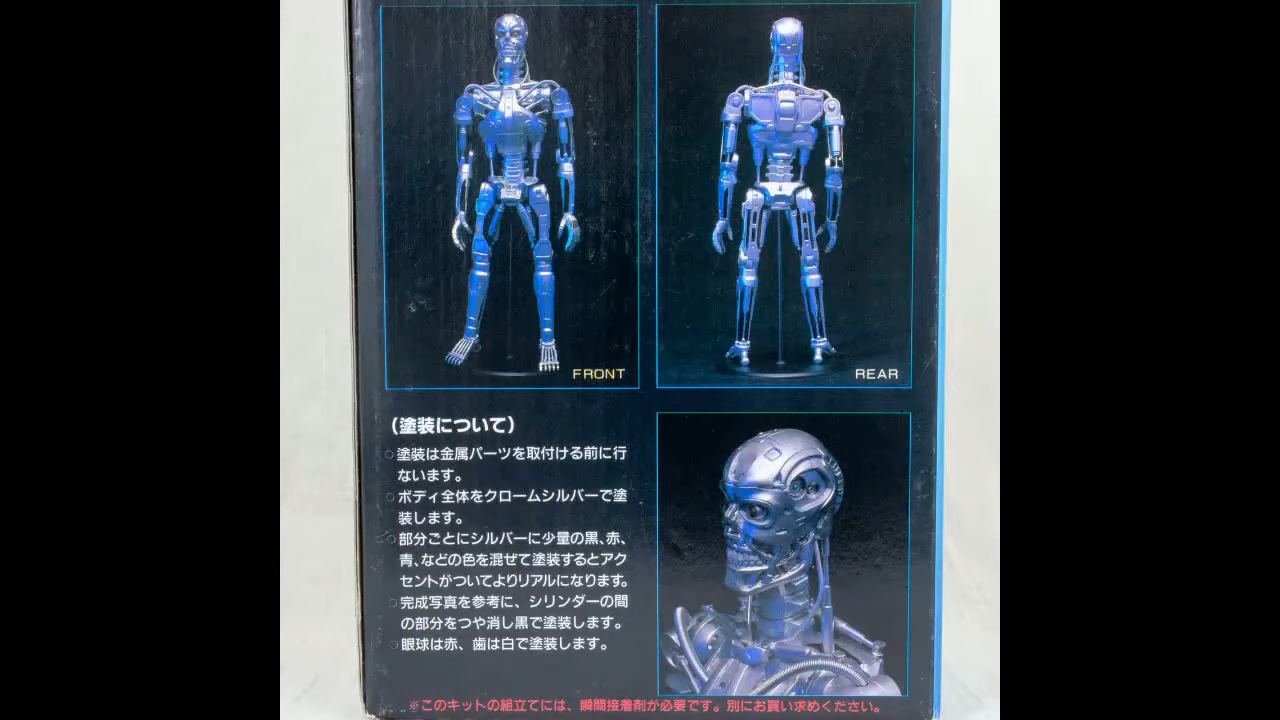 FRONT
REAR
(塗装について)
○塗装は金属パーツを取付ける前に行
ないます。
○ボディ全体をクロームシルバーで塗
装します。
○部分ごとにシルバーに少量の黒、赤、
青、などの色を混ぜて塗装するとアク
セントがついてよりリアルになります。
○完成写真を参考に、シリンダーの間
の部分をつや消し黒で塗装します。
○眼球は赤、歯は白で塗装します。
※このキットの組立てには、瞬間接着剤が必要です。別にお買い求めください。